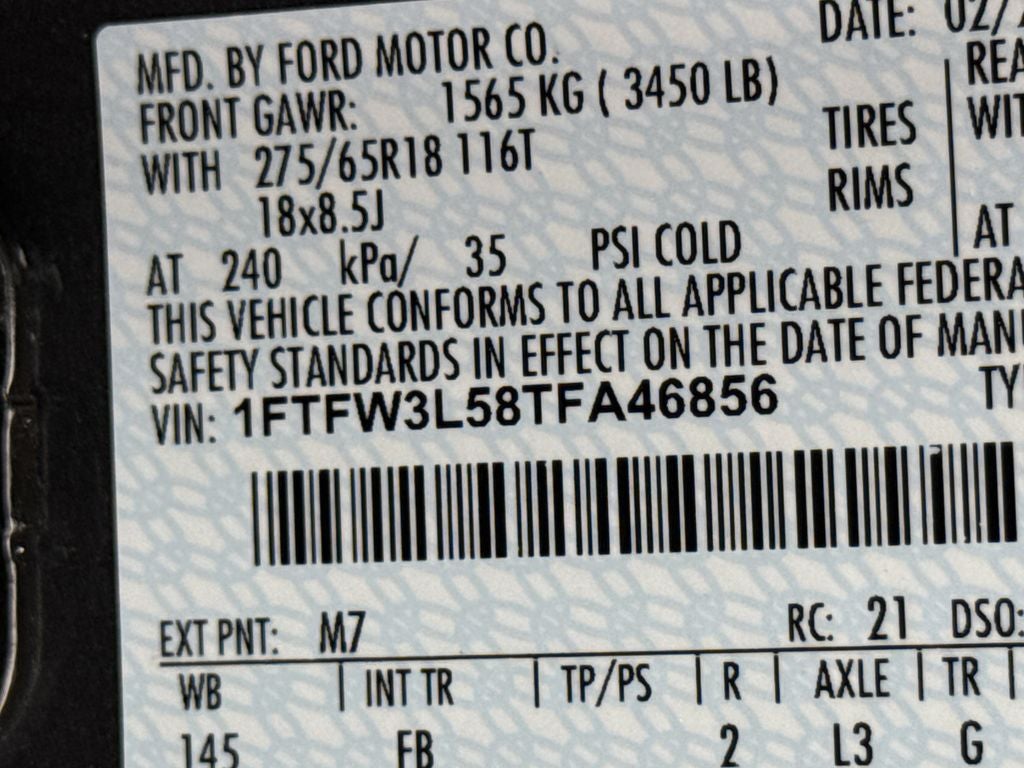 DATE: 02/
MFD. BY FORD MOTOR CO.
FRONT GAWR: 1565 KG ( 3450 LB)
WITH 275/65R18 116T TIRES
18x8.5J RIMS
AT 240 kPa/ 35 PSI COLD AT
THIS VEHICLE CONFORMS TO ALL APPLICABLE
SAFETY STANDARDS IN EFFECT ON THE DATE OF
VIN: 1FTFW3L58TFA46856
EXT PNT: M7 RC: 21 DSO:
WB | INT TR | TP/PS | R | AXLE | TR |
145 FB 2 L3 G